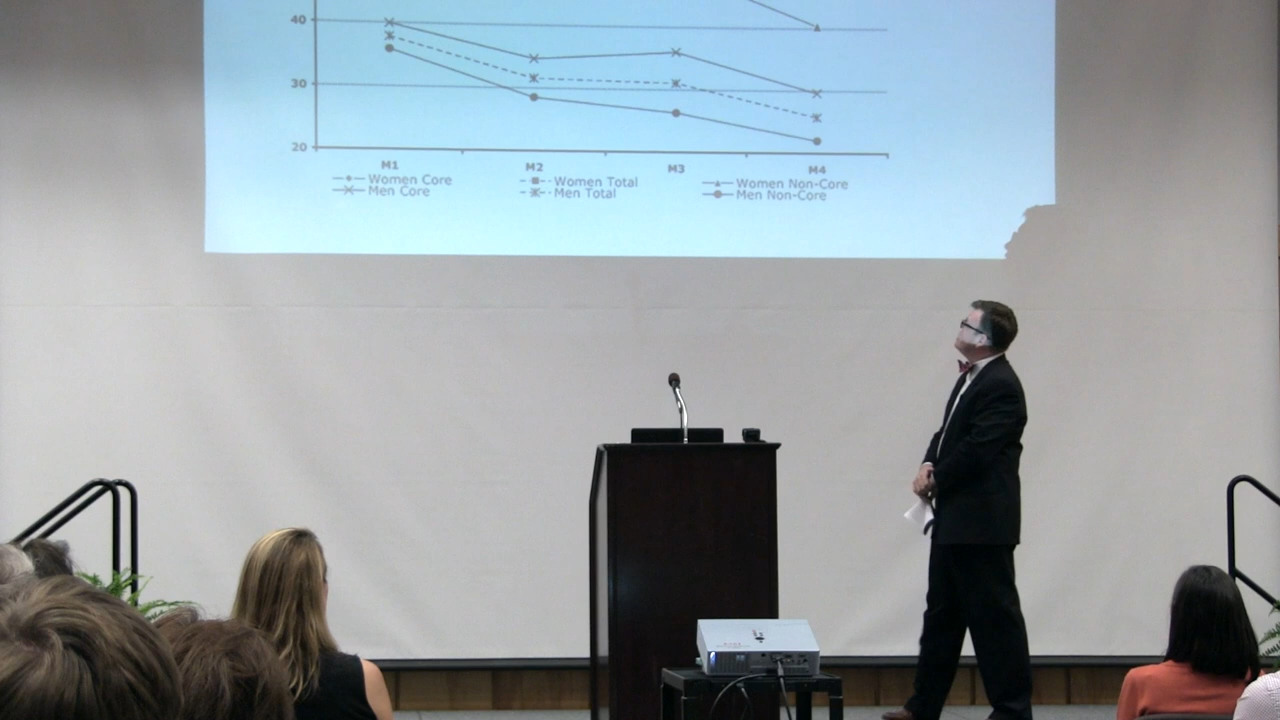 40
30
20
M1 M2 M3 M4
Women Core Women Total Women Non-Core
Men Core Men Total Men Non-Core